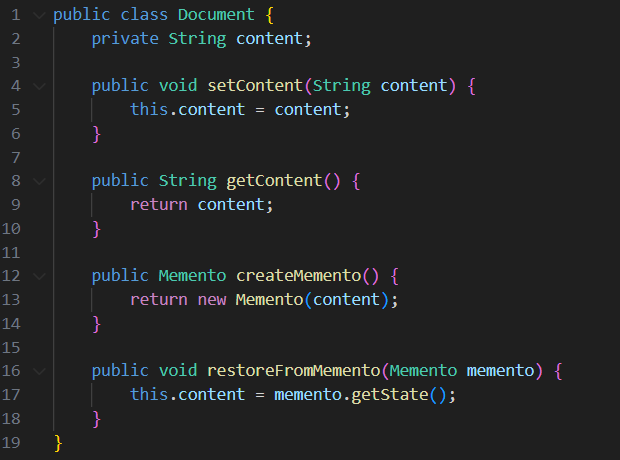 1 public class Document {
2     private String content;
3
4     public void setContent(String content) {
5         this.content = content;
6     }
7
8     public String getContent() {
9         return content;
10     }
11
12     public Memento createMemento() {
13         return new Memento(content);
14     }
15
16     public void restoreFromMemento(Memento memento) {
17         this.content = memento.getState();
18     }
19 }